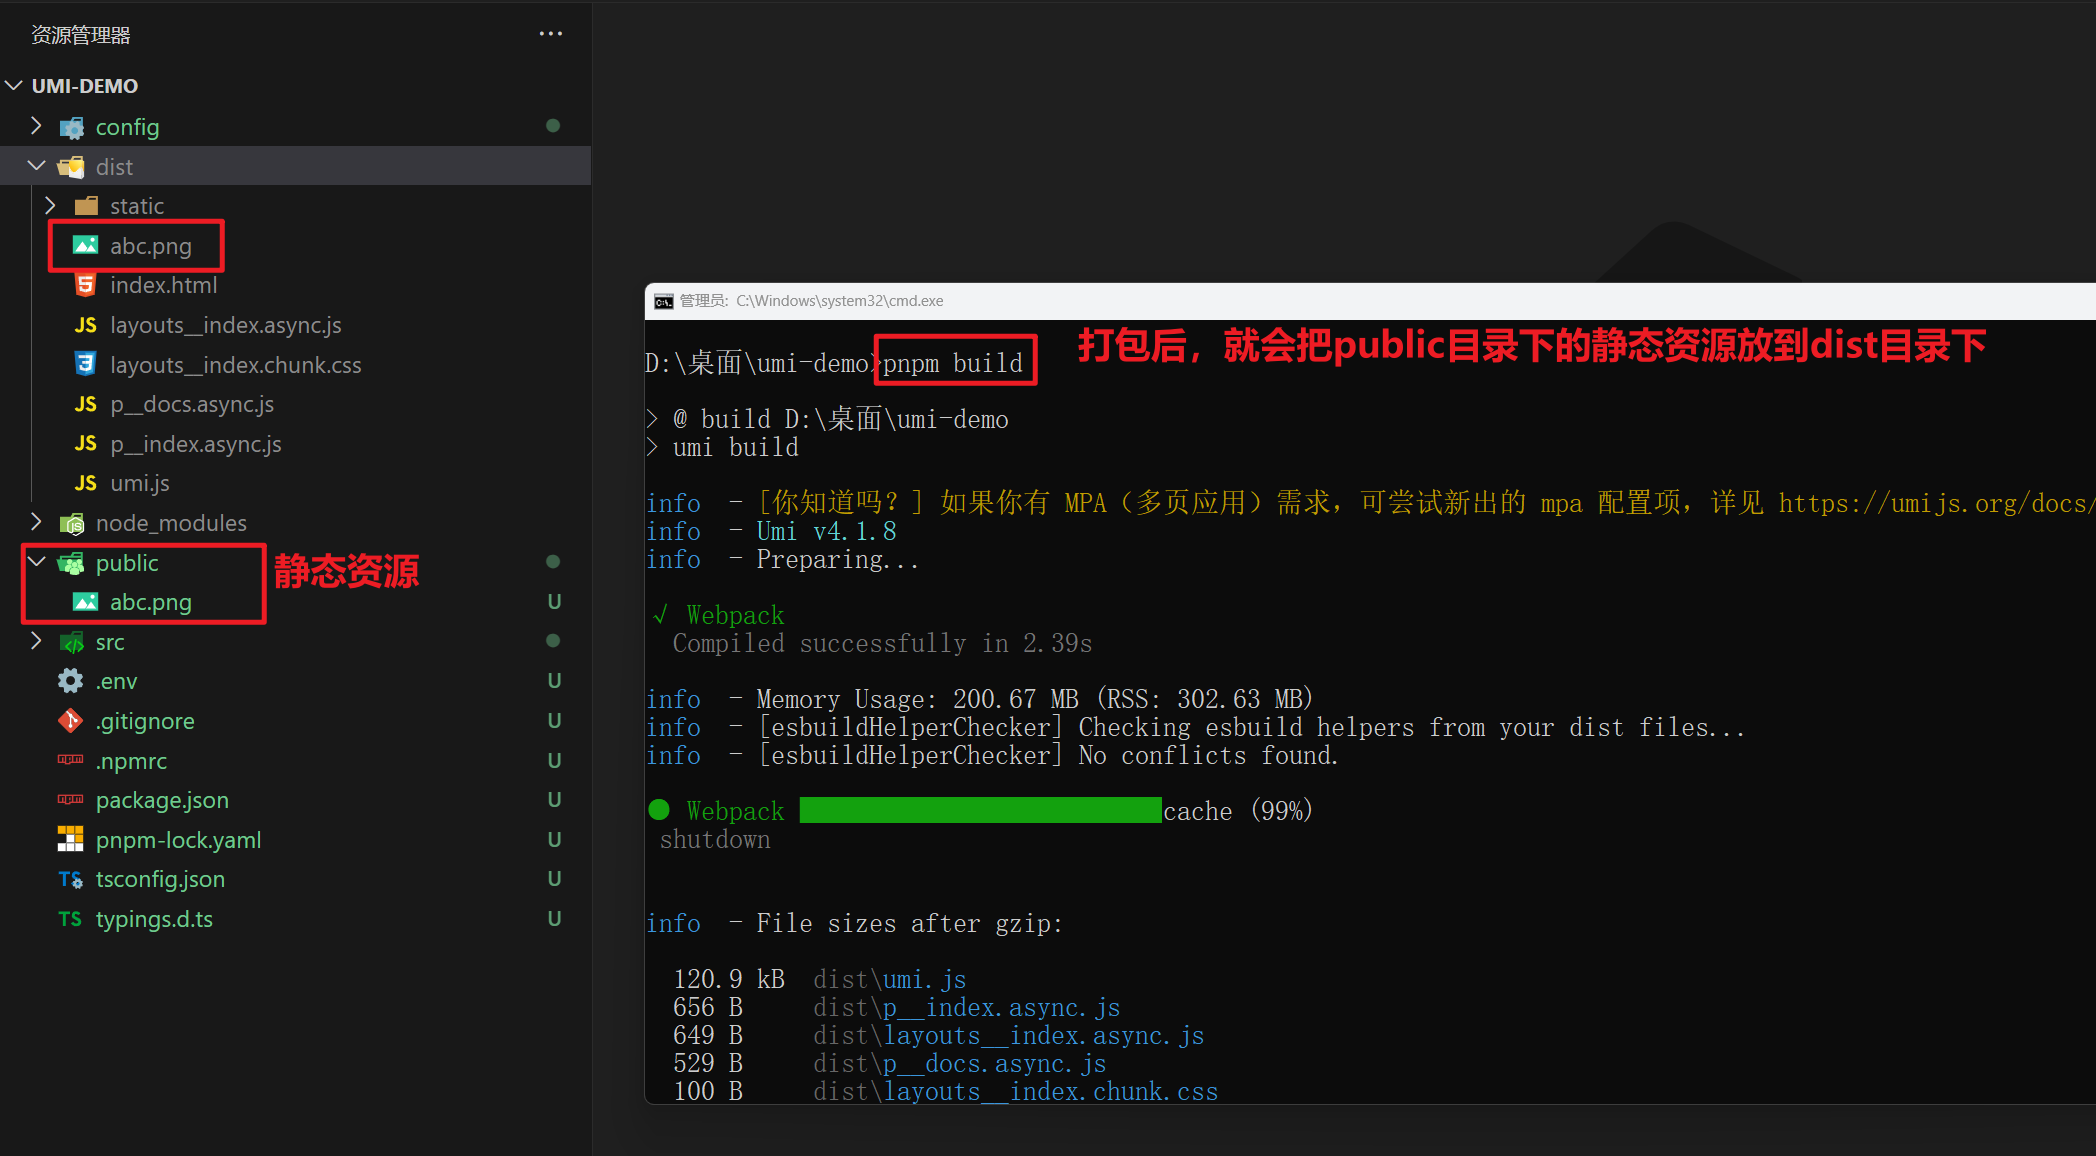 资源管理器
UMI-DEMO
config
dist
static
abc.png
index.html
layouts__index.async.js
layouts__index.chunk.css
p__docs.async.js
p__index.async.js
umi.js
node_modules
public
静态资源
abc.png U
src
.env U
.gitignore U
.npmrc U
package.json U
pnpm-lock.yaml U
tsconfig.json U
typings.d.ts U
管理员: C:\Windows\system32\cmd.exe
打包后，就会把public目录下的静态资源放到dist目录下
D:\桌面\umi-demo>pnpm build
> @ build D:\桌面\umi-demo
> umi build
info - [你知道吗？] 如果你有 MPA（多页应用）需求，可尝试新出的 mpa 配置项，详见 https://umijs.org/docs/
info - Umi v4.1.8
info - Preparing...
√ Webpack
Compiled successfully in 2.39s
info - Memory Usage: 200.67 MB (RSS: 302.63 MB)
info - [esbuildHelperChecker] Checking esbuild helpers from your dist files...
info - [esbuildHelperChecker] No conflicts found.
● Webpack cache (99%)
shutdown
info - File sizes after gzip:
120.9 kB dist\umi.js
656 B dist\p__index.async.js
649 B dist\layouts__index.async.js
529 B dist\p__docs.async.js
100 B dist\layouts__index.chunk.css